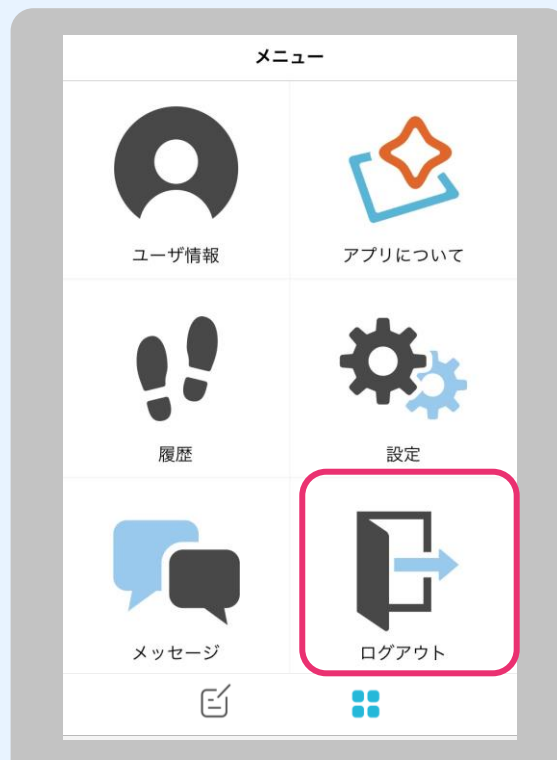 メニュー
ユーザ情報
アプリについて
履歴
設定
メッセージ
ログアウト